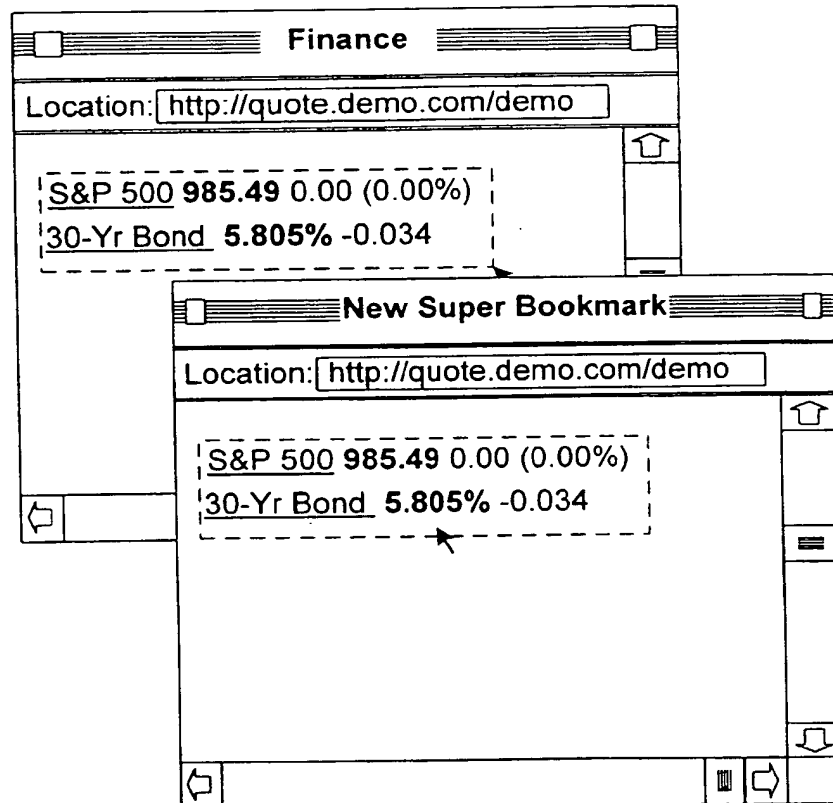 Finance
Location: http://quote.demo.com/demo
S&P 500 985.49 0.00 (0.00%)
30-Yr Bond 5.805% -0.034
New Super Bookmark
Location: http://quote.demo.com/demo
S&P 500 985.49 0.00 (0.00%)
30-Yr Bond 5.805% -0.034